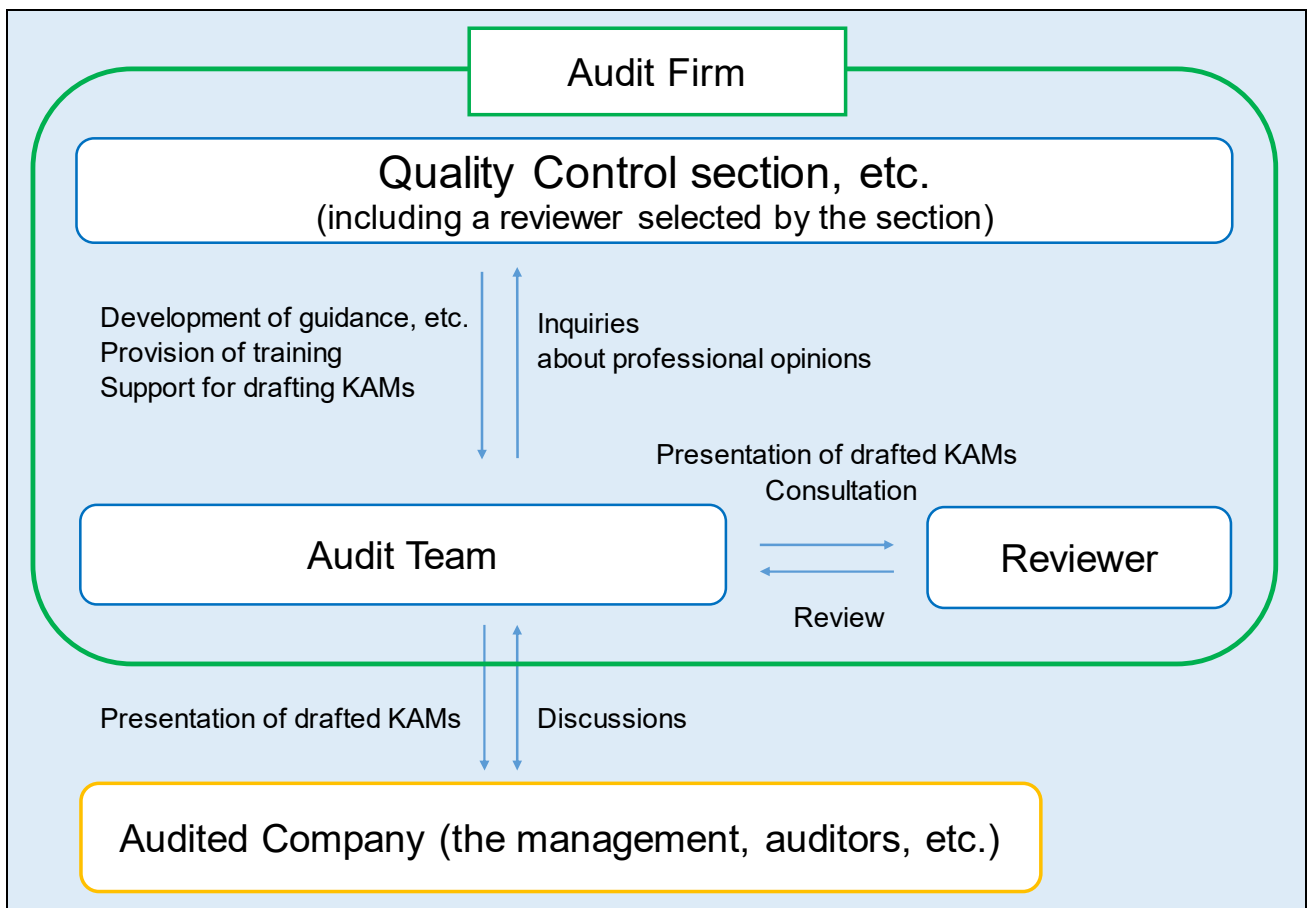 Audit Firm
Quality Control section, etc.
(including a reviewer selected by the section)
Development of guidance, etc.
Provision of training
Support for drafting KAMs
Inquiries
about professional opinions
Presentation of drafted KAMs
Consultation
Audit Team
Reviewer
Review
Presentation of drafted KAMs
Discussions
Audited Company (the management, auditors, etc.)